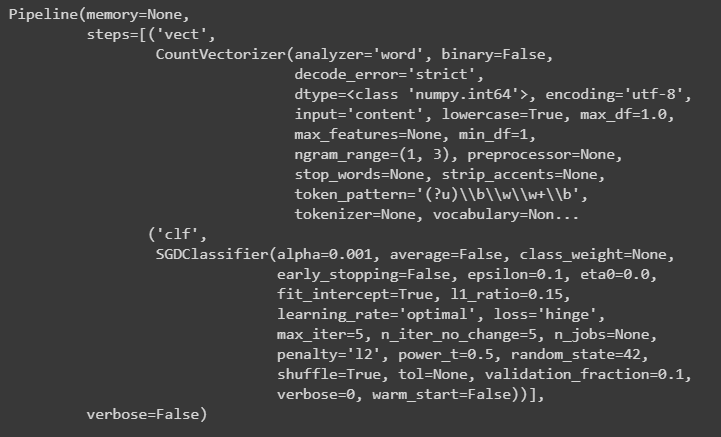 Pipeline(memory=None,
         steps=[('vect',
                 CountVectorizer(analyzer='word', binary=False,
                                 decode_error='strict',
                                 dtype=<class 'numpy.int64'>, encoding='utf-8',
                                 input='content', lowercase=True, max_df=1.0,
                                 max_features=None, min_df=1,
                                 ngram_range=(1, 3), preprocessor=None,
                                 stop_words=None, strip_accents=None,
                                 token_pattern='(?u)\\b\\w\\w+\\b',
                                 tokenizer=None, vocabulary=Non...
                ('clf',
                 SGDClassifier(alpha=0.001, average=False, class_weight=None,
                               early_stopping=False, epsilon=0.1, eta0=0.0,
                               fit_intercept=True, l1_ratio=0.15,
                               learning_rate='optimal', loss='hinge',
                               max_iter=5, n_iter_no_change=5, n_jobs=None,
                               penalty='l2', power_t=0.5, random_state=42,
                               shuffle=True, tol=None, validation_fraction=0.1,
                               verbose=0, warm_start=False))],
         verbose=False)